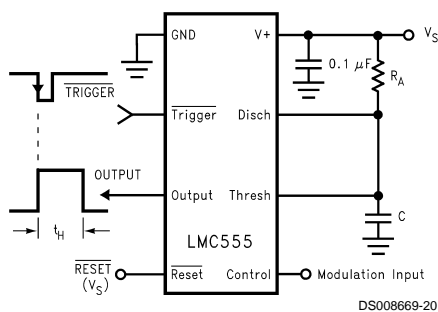 GND
V+
V_S
0.1 μF
R_A
TRIGGER
Trigger
Disch
OUTPUT
Output
Thresh
t_H
C
LMC555
RESET
(V_S)
Reset
Control
Modulation Input
DS008669-20